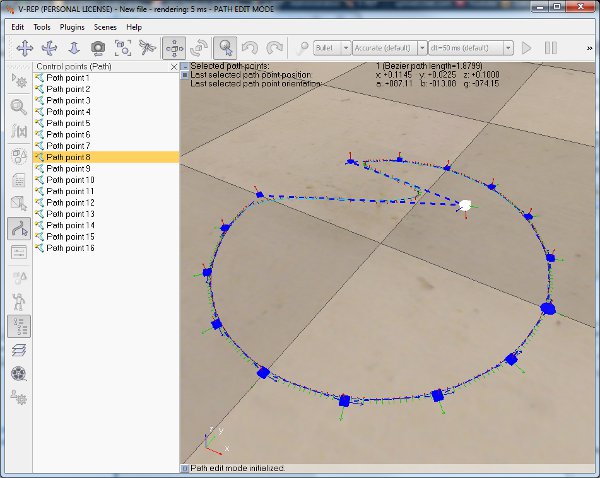 V-REP (PERSONAL LICENSE) - New file - rendering: 5 ms - PATH EDIT MODE
Edit Tools Plugins Scenes Help
Bullet Accurate (default) dt=50 ms (default)
Control points (Path)
Path point 1
Path point 2
Path point 3
Path point 4
Path point 5
Path point 6
Path point 7
Path point 8
Path point 9
Path point 10
Path point 11
Path point 12
Path point 13
Path point 14
Path point 15
Path point 16
Selected path points: 1 (Bezier path length=1.8799)
Last selected path point position: x: +0.1145 y: +0.0225 z: +0.1000
Last selected path point orientation: a: -087.11 b: -013.08 g: -074.15
f(x)
z y
x
Path edit mode initialized.